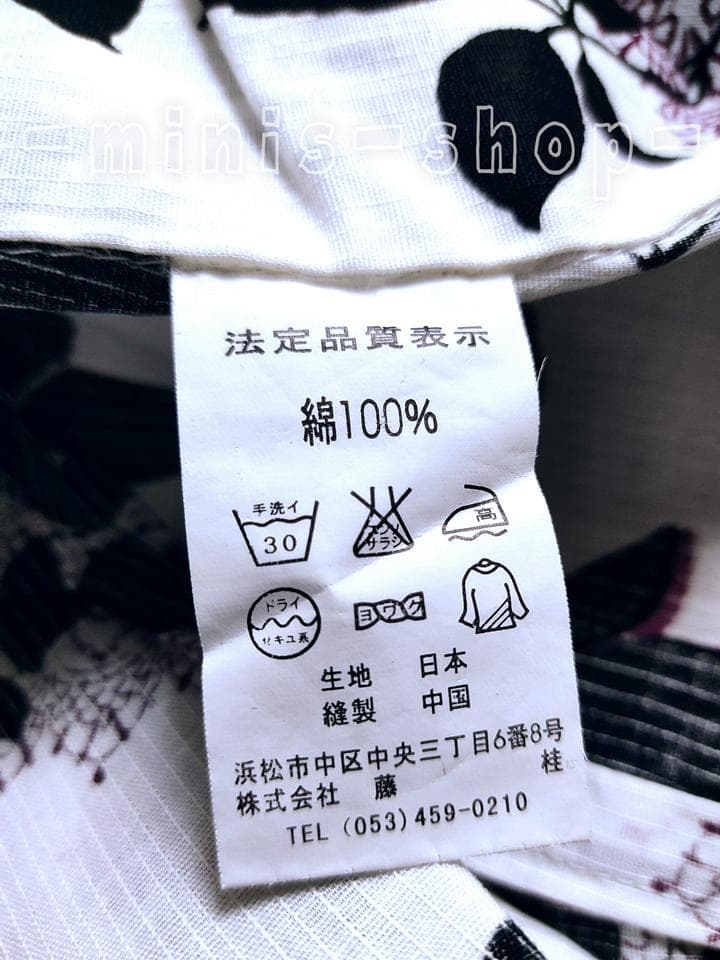 -minis-shop-
法定品質表示
綿100%
手洗イ
30
エンソ
サラシ
高
ドライ
セキユ系
ヨワク
生地 日本
縫製 中国
浜松市中区中央三丁目6番8号
株式会社 藤 桂
TEL (053)459-0210